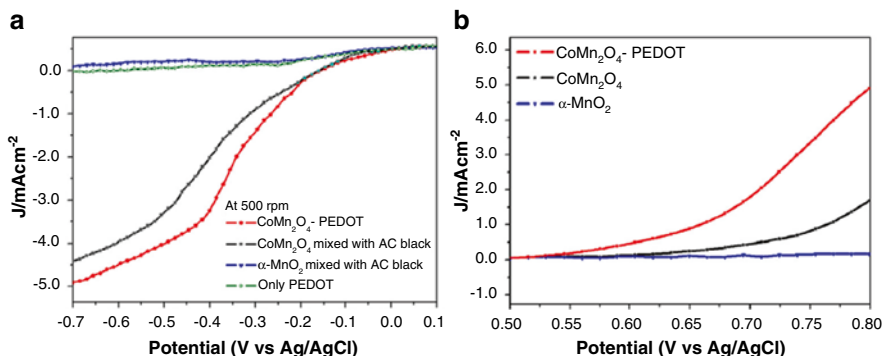 a
J/mAcm⁻²
0.0
-1.0
-2.0
-3.0
-4.0
-5.0
At 500 rpm
CoMn₂O₄- PEDOT
CoMn₂O₄ mixed with AC black
α-MnO₂ mixed with AC black
Only PEDOT
-0.7 -0.6 -0.5 -0.4 -0.3 -0.2 -0.1 0.0 0.1
Potential (V vs Ag/AgCl)
b
J/mAcm⁻²
6.0
5.0
4.0
3.0
2.0
1.0
0.0
-1.0
CoMn₂O₄- PEDOT
CoMn₂O₄
α-MnO₂
0.50 0.55 0.60 0.65 0.70 0.75 0.80
Potential (V vs Ag/AgCl)